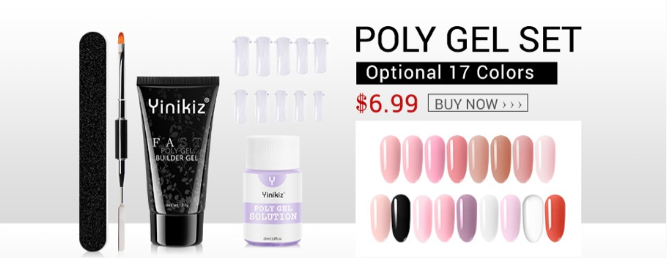 POLY GEL SET
Optional 17 Colors
$6.99 BUY NOW › › ›
Yinikiz®
FAST
POLY GEL
BUILDER GEL
Y
Yinikiz
POLY GEL
SOLUTION